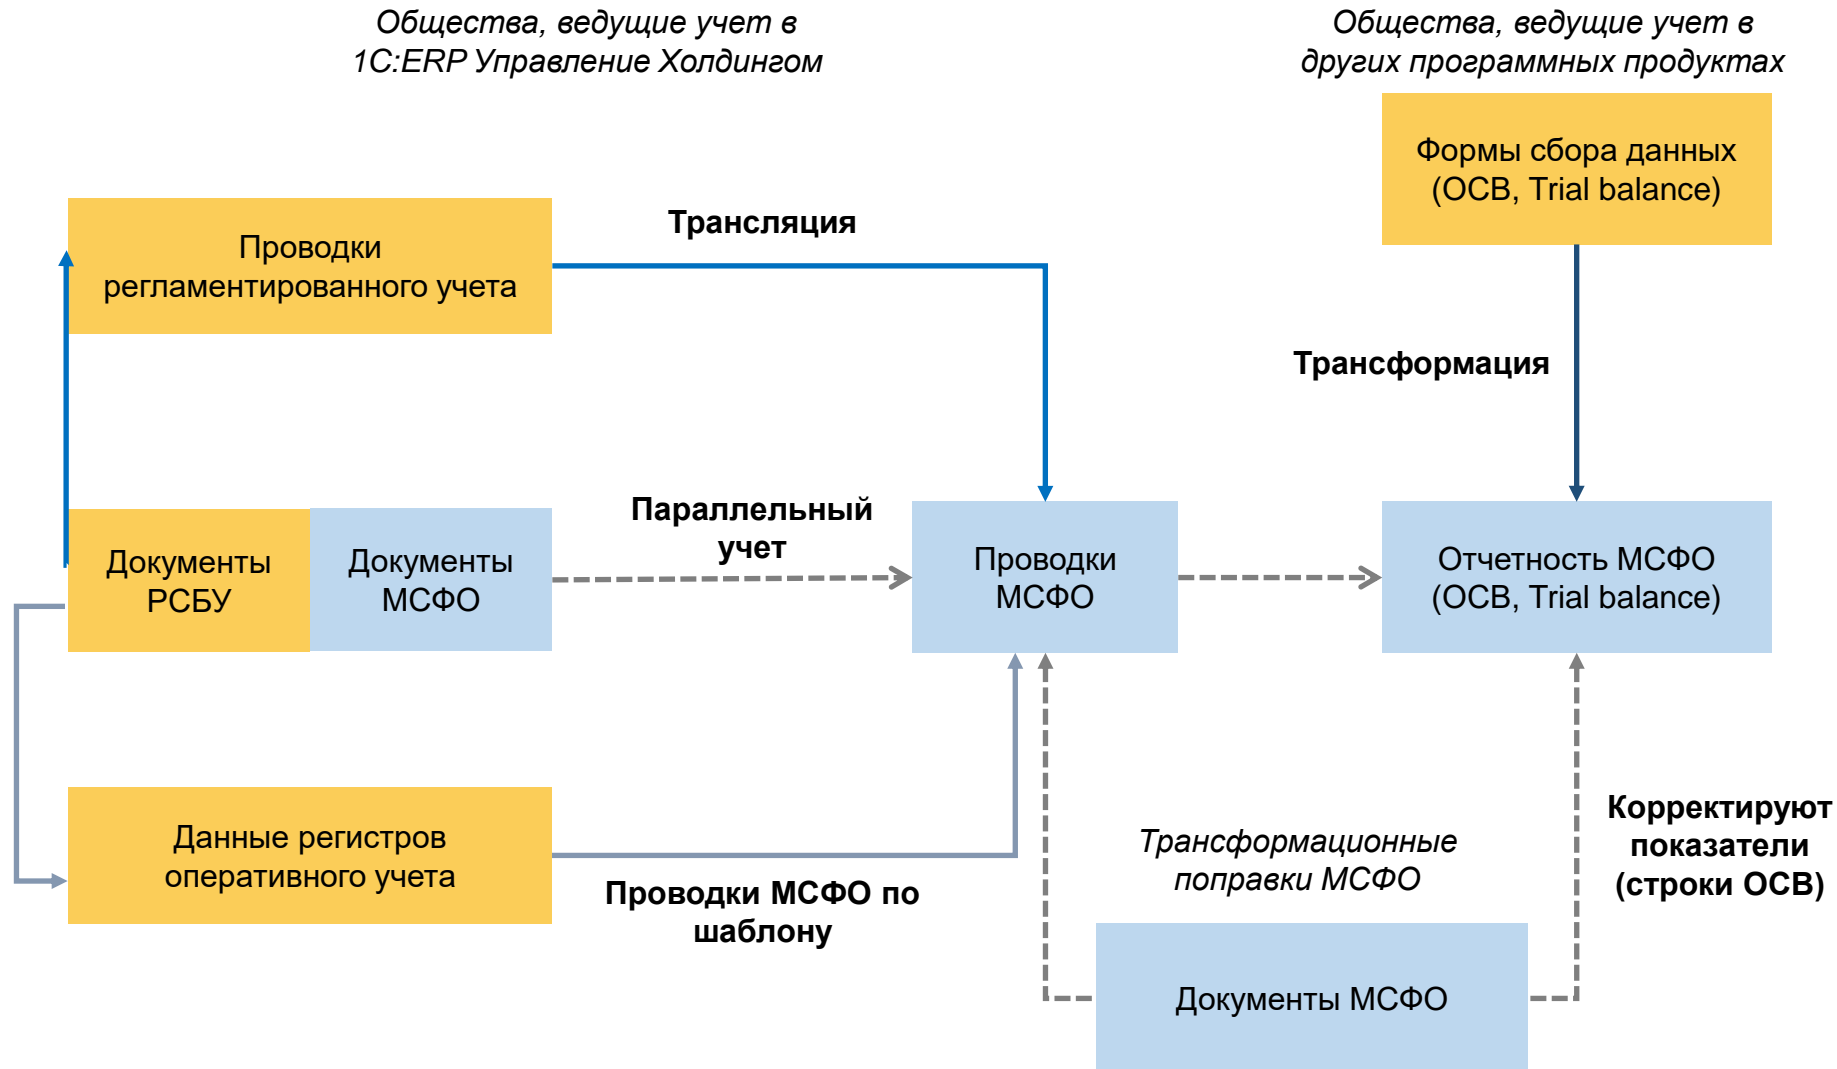 Общества, ведущие учет в
1С:ERP Управление Холдингом
Общества, ведущие учет в
других программных продуктах
Формы сбора данных
(ОСВ, Trial balance)
Проводки
регламентированного учета
Трансляция
Трансформация
Документы
РСБУ
Документы
МСФО
Параллельный
учет
Проводки
МСФО
Отчетность МСФО
(ОСВ, Trial balance)
Данные регистров
оперативного учета
Проводки МСФО по
шаблону
Трансформационные
поправки МСФО
Корректируют
показатели
(строки ОСВ)
Документы МСФО